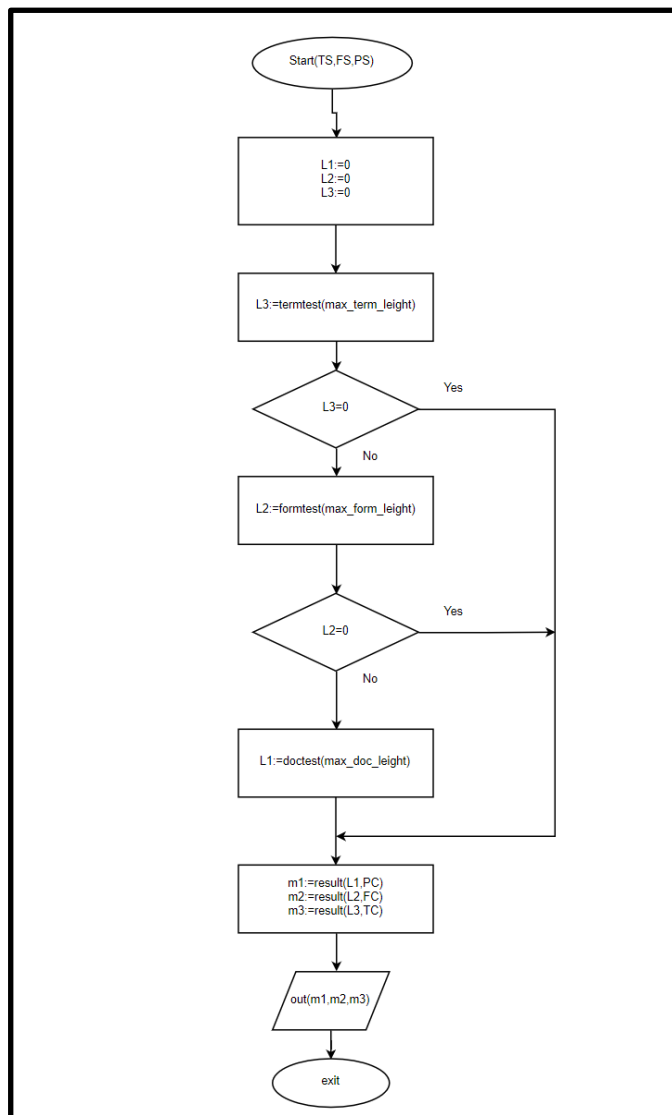 Start(TS,FS,PS)
L1:=0
L2:=0
L3:=0
L3:=termtest(max_term_leight)
Yes
L3=0
No
L2:=formtest(max_form_leight)
Yes
L2=0
No
L1:=doctest(max_doc_leight)
m1:=result(L1,PC)
m2:=result(L2,FC)
m3:=result(L3,TC)
out(m1,m2,m3)
exit